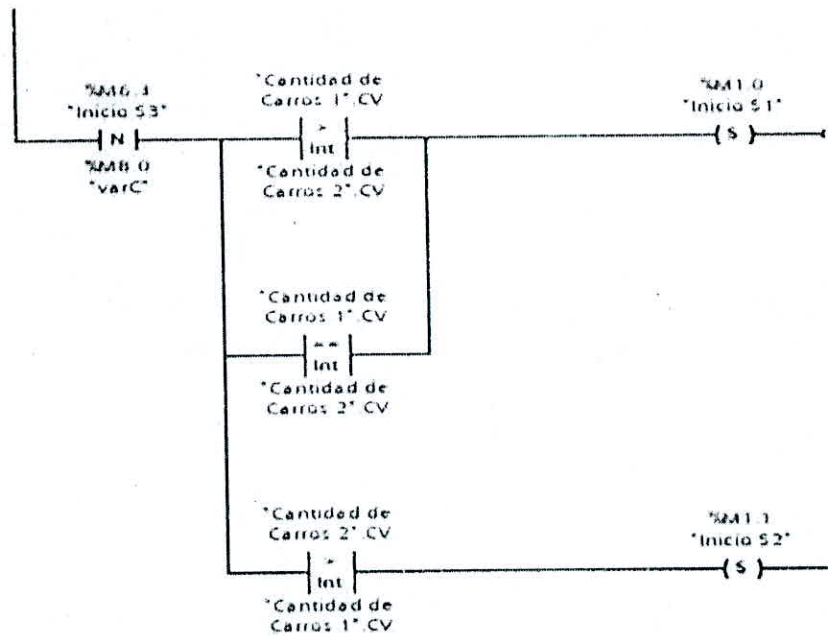 %M6.3
"Inicio S3"
N
%M8.0
"varC"
"Cantidad de
Carros 1".CV
>
Int
"Cantidad de
Carros 2".CV
%M1.0
"Inicio S1"
( S )
"Cantidad de
Carros 1".CV
==
Int
"Cantidad de
Carros 2".CV
"Cantidad de
Carros 2".CV
>
Int
"Cantidad de
Carros 1".CV
%M1.1
"Inicio S2"
( S )